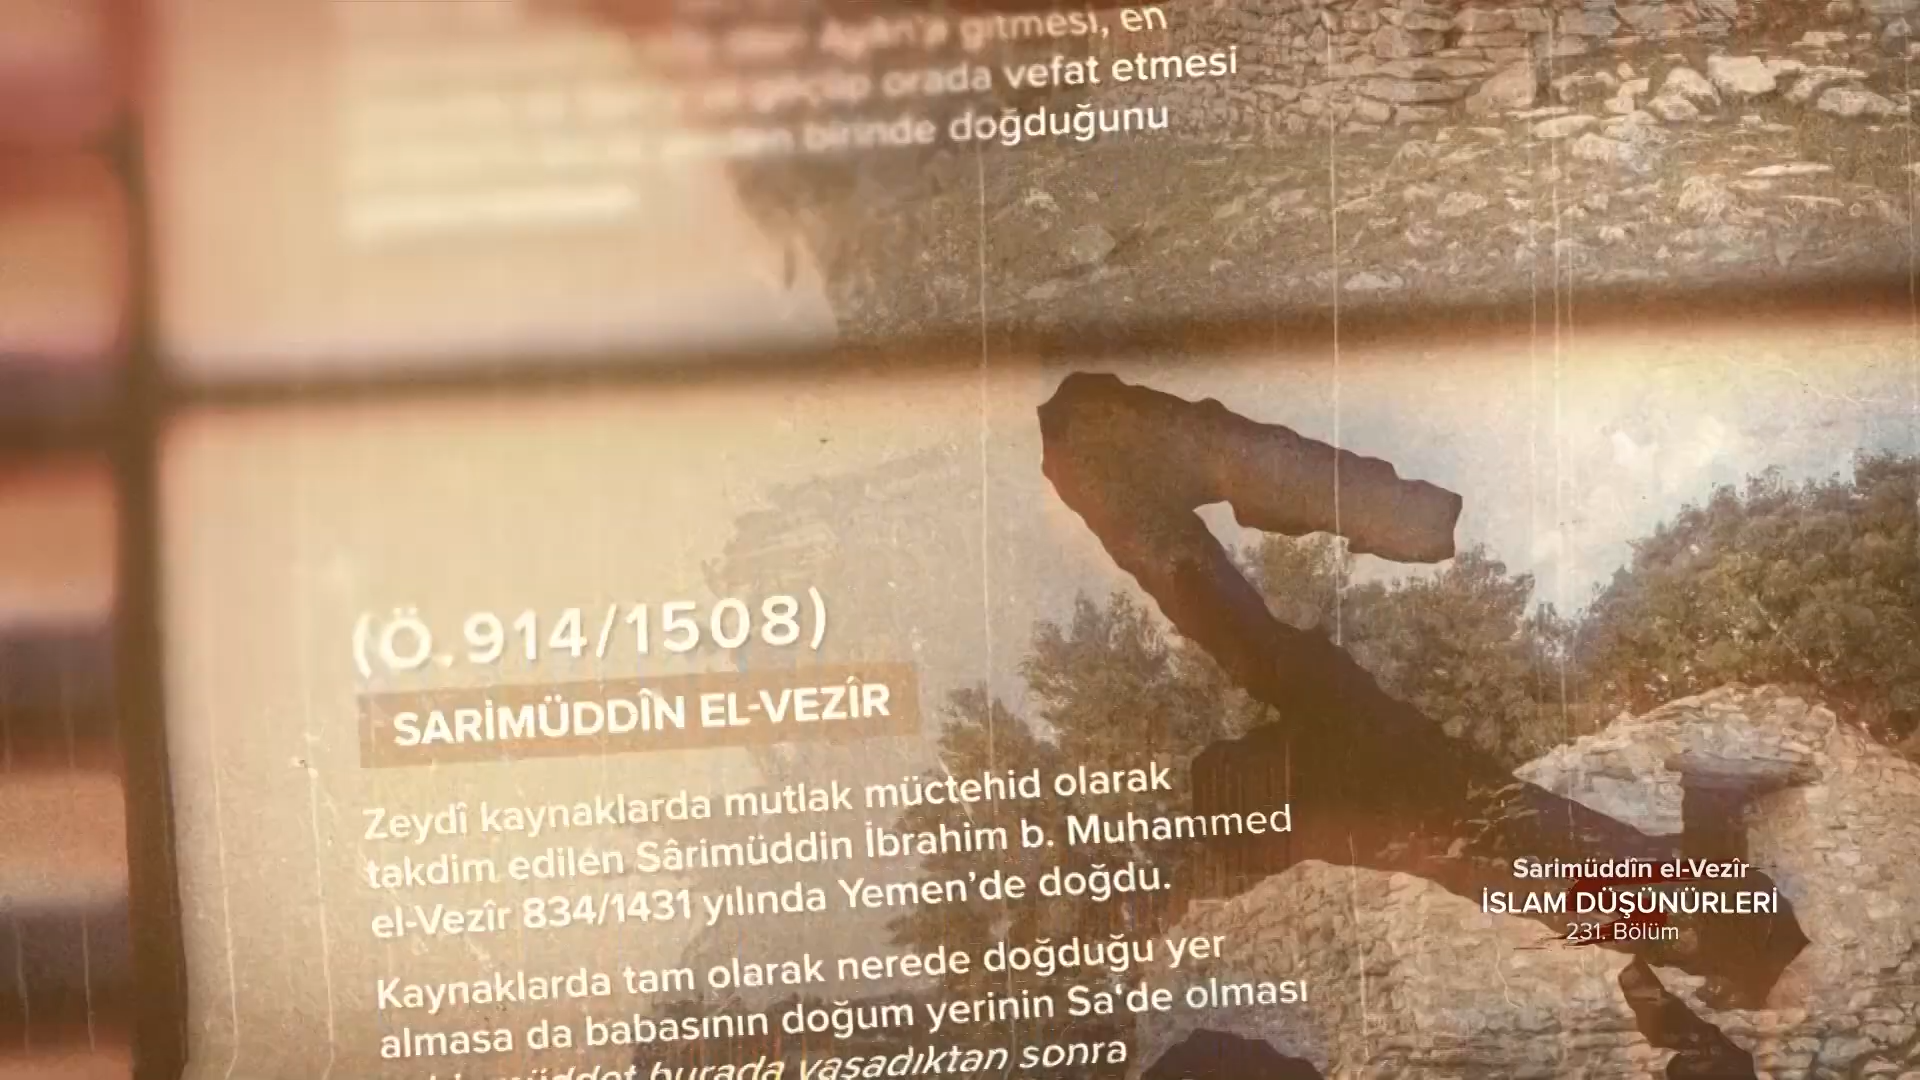 gitmesi, en
orada vefat etmesi
birinde doğduğunu
(Ö.914/1508)
SARİMÜDDÎN EL-VEZÎR
Zeydî kaynaklarda mutlak müctehid olarak
takdim edilen Sârimüddin İbrahim b. Muhammed
el-Vezîr 834/1431 yılında Yemen’de doğdu.
Kaynaklarda tam olarak nerede doğduğu yer
almasa da babasının doğum yerinin Sa‘de olması
müddet burada yaşadıktan sonra
Sarimüddîn el-Vezîr
İSLAM DÜŞÜNÜRLERİ
231. Bölüm